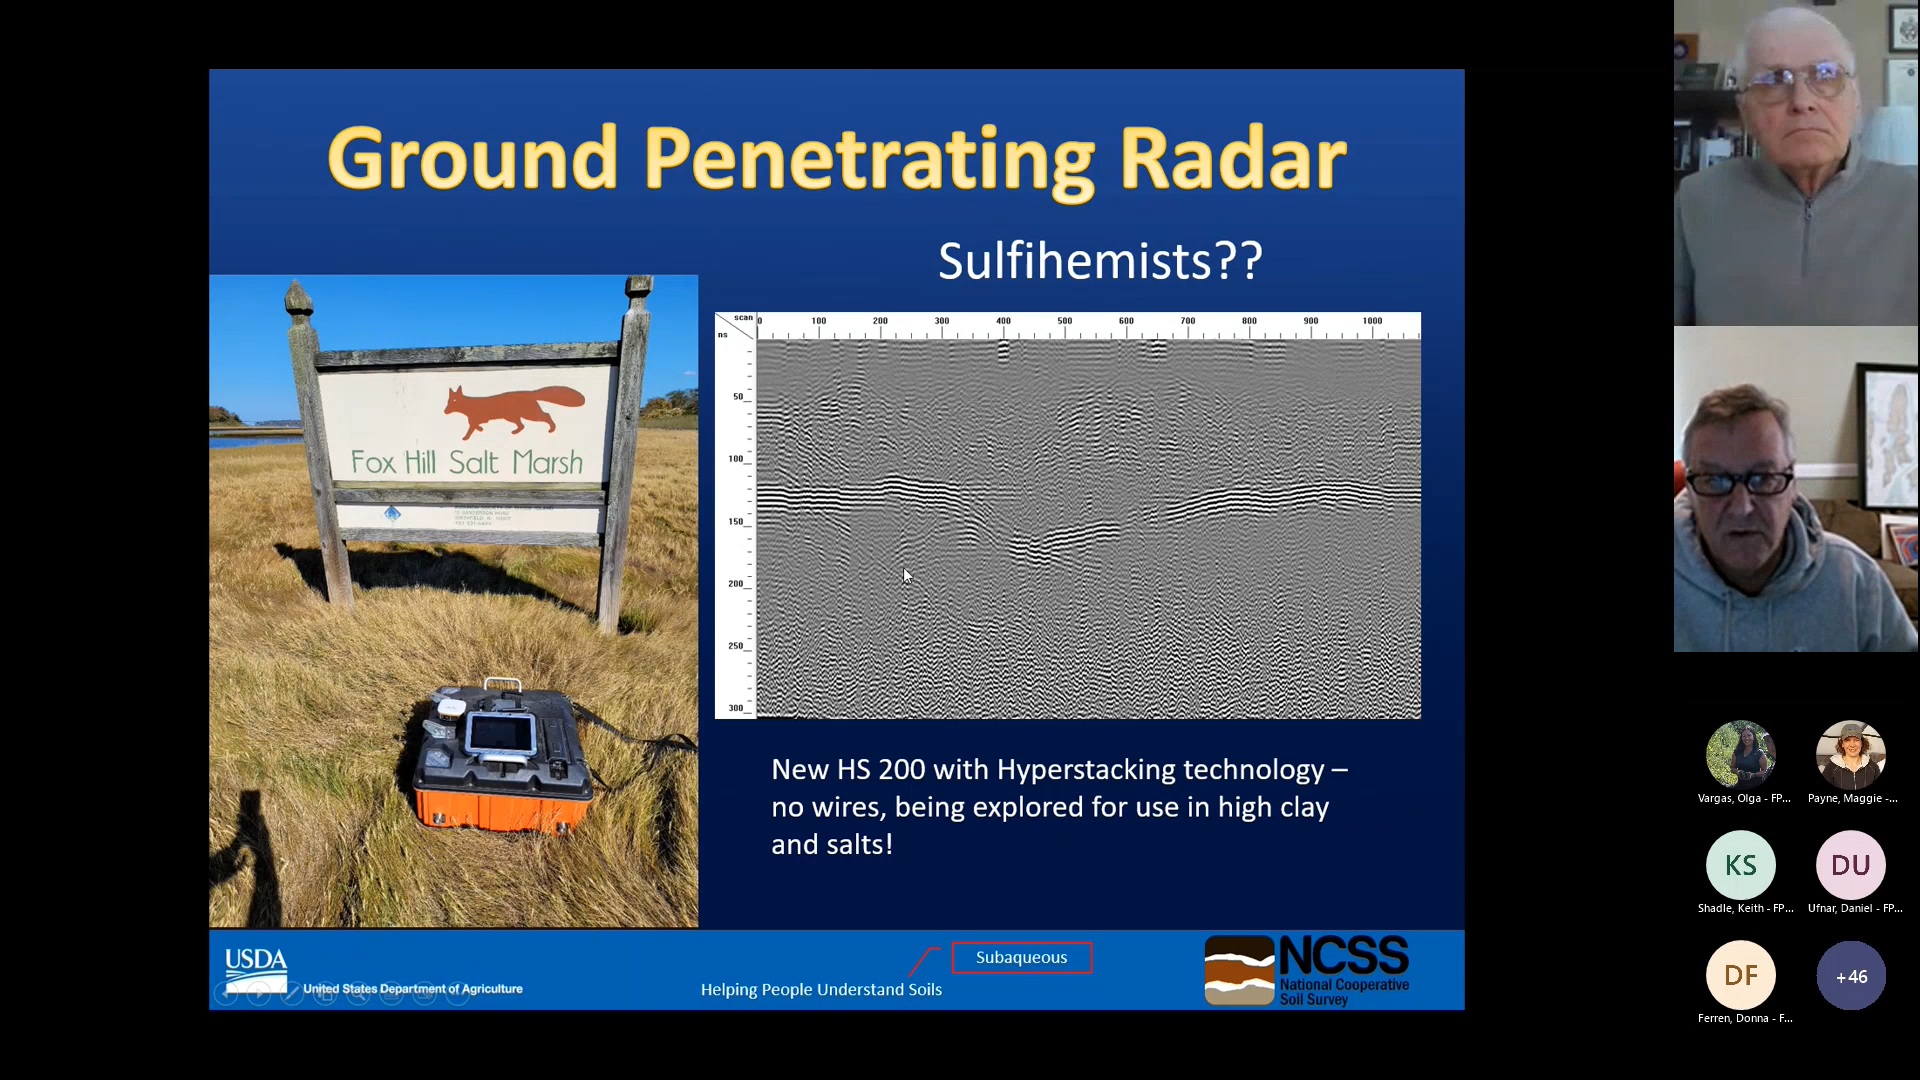 Ground Penetrating Radar
Sulfihemists??
Fox Hill Salt Marsh
scan
0 100 200 300 400 500 600 700 800 900 1000
ns
50
100
150
200
250
300
New HS 200 with Hyperstacking technology –
no wires, being explored for use in high clay
and salts!
USDA
United States Department of Agriculture
Subaqueous
Helping People Understand Soils
NCSS
National Cooperative
Soil Survey
Vargas, Olga - FP...
Payne, Maggie -...
KS
Shadle, Keith - FP...
DU
Ufnar, Daniel - FP...
DF
Ferren, Donna - F...
+46